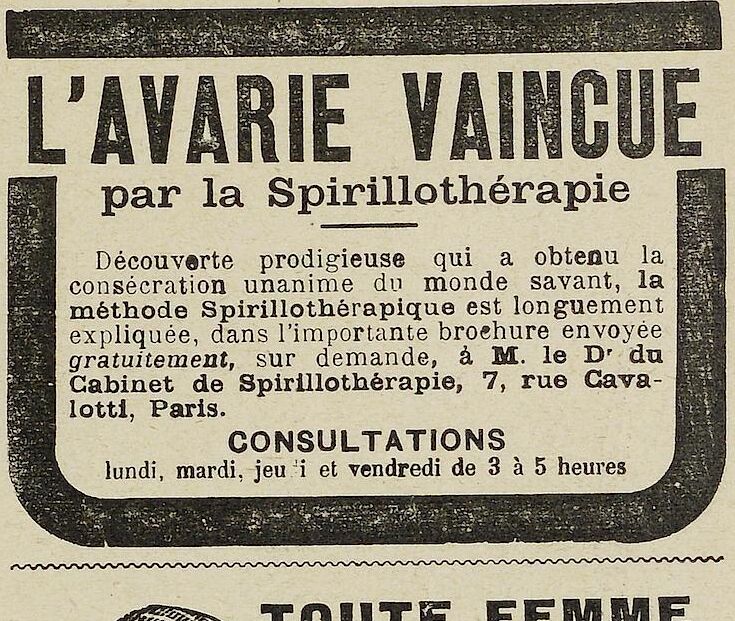 L'AVARIE VAINCUE
par la Spirillothérapie
Découverte prodigieuse qui a obtenu la
consécration unanime du monde savant, la
méthode Spirillothérapique est longuement
expliquée, dans l'importante brochure envoyée
gratuitement, sur demande, à M. le Dr du
Cabinet de Spirillothérapie, 7, rue Cava-
lotti, Paris.
CONSULTATIONS
lundi, mardi, jeudi et vendredi de 3 à 5 heures
TOUTE FEMME